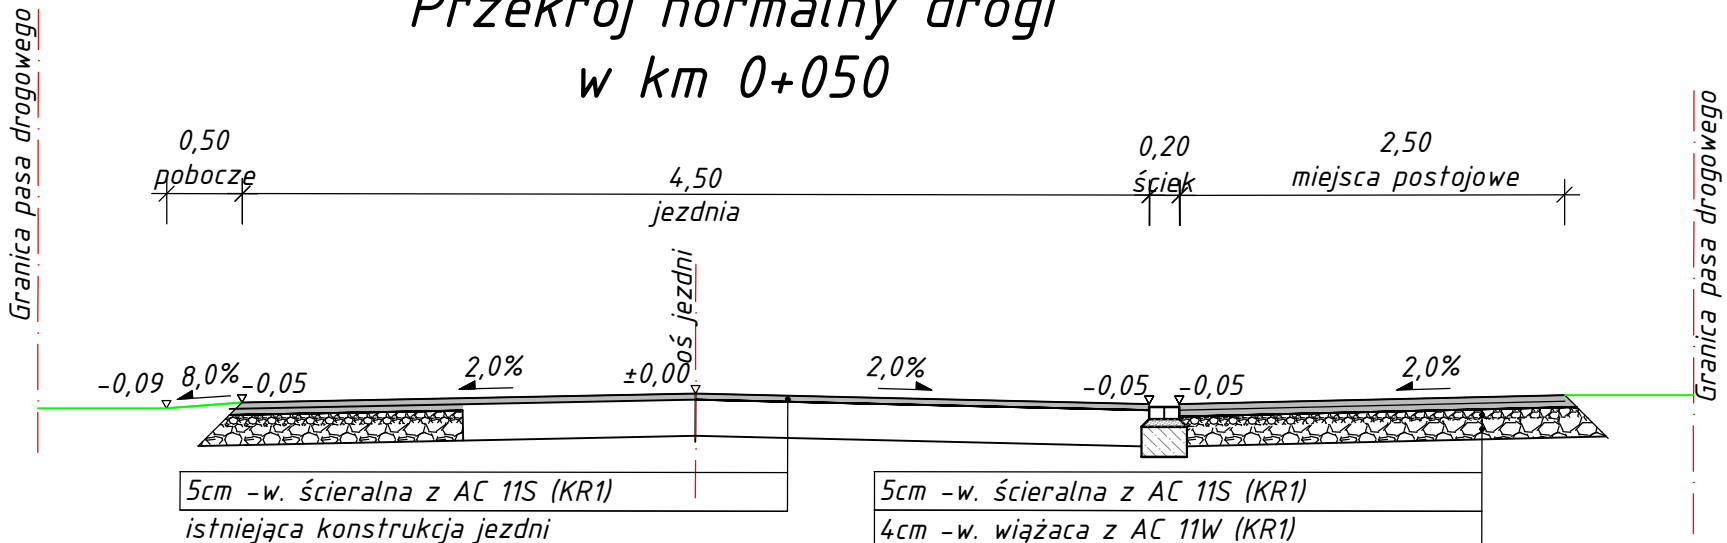 Przekrój normalny drogi
w km 0+050
Granica pasa drogowego
Granica pasa drogowego
0,50
pobocze
4,50
jezdnia
0,20
ściek
2,50
miejsca postojowe
oś jezdni
-0,09
8,0%
-0,05
2,0%
±0,00
2,0%
-0,05
-0,05
2,0%
5cm -w. ścieralna z AC 11S (KR1)
istniejąca konstrukcja jezdni
5cm -w. ścieralna z AC 11S (KR1)
4cm -w. wiążaca z AC 11W (KR1)